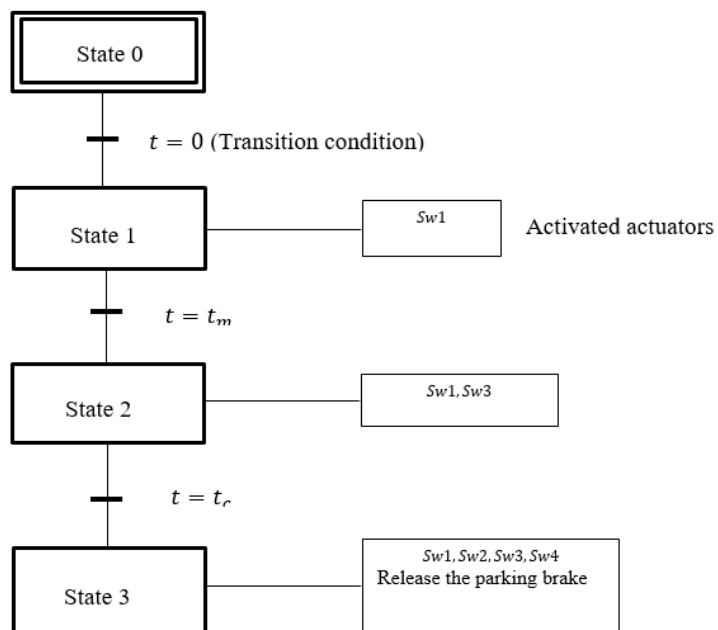 State 0
t = 0 (Transition condition)
State 1
Sw1
Activated actuators
t = t_m
State 2
Sw1, Sw3
t = t_c
State 3
Sw1, Sw2, Sw3, Sw4
Release the parking brake